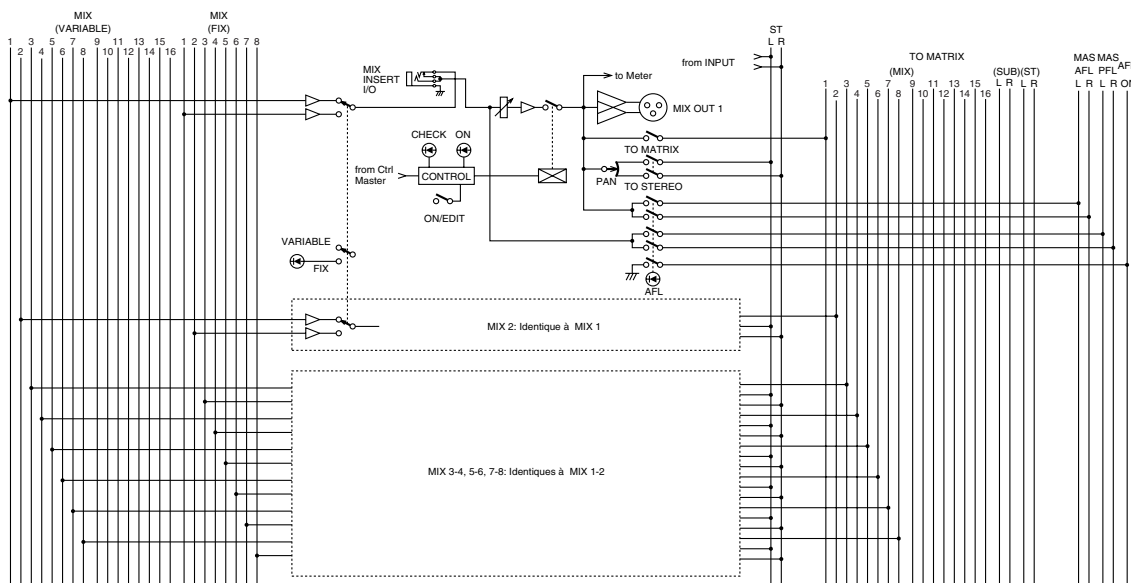 MIX
(VARIABLE)
1 2 3 4 5 6 7 8 9 10 11 12 13 14 15 16
MIX
(FIX)
1 2 3 4 5 6 7 8
ST
L R
from INPUT
TO MATRIX
(MIX)
1 2 3 4 5 6 7 8 9 10 11 12 13 14 15 16
(SUB) (ST)
L R L R
MAS MAS
AFL PFL AFL
L R L R ON
MIX
INSERT
I/O
to Meter
MIX OUT 1
CHECK ON
from Ctrl
Master
CONTROL
ON/EDIT
TO MATRIX
PAN
TO STEREO
VARIABLE
FIX
AFL
MIX 2: Identique à MIX 1
MIX 3-4, 5-6, 7-8: Identiques à MIX 1-2